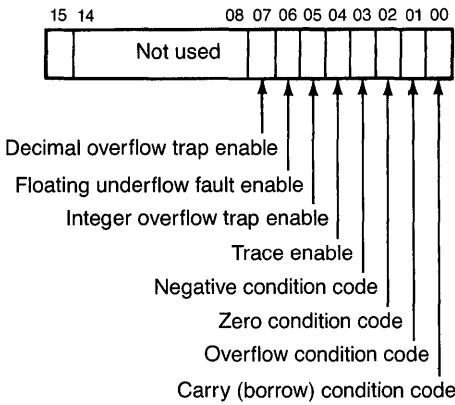 15 14 08 07 06 05 04 03 02 01 00
Not used
Decimal overflow trap enable
Floating underflow fault enable
Integer overflow trap enable
Trace enable
Negative condition code
Zero condition code
Overflow condition code
Carry (borrow) condition code